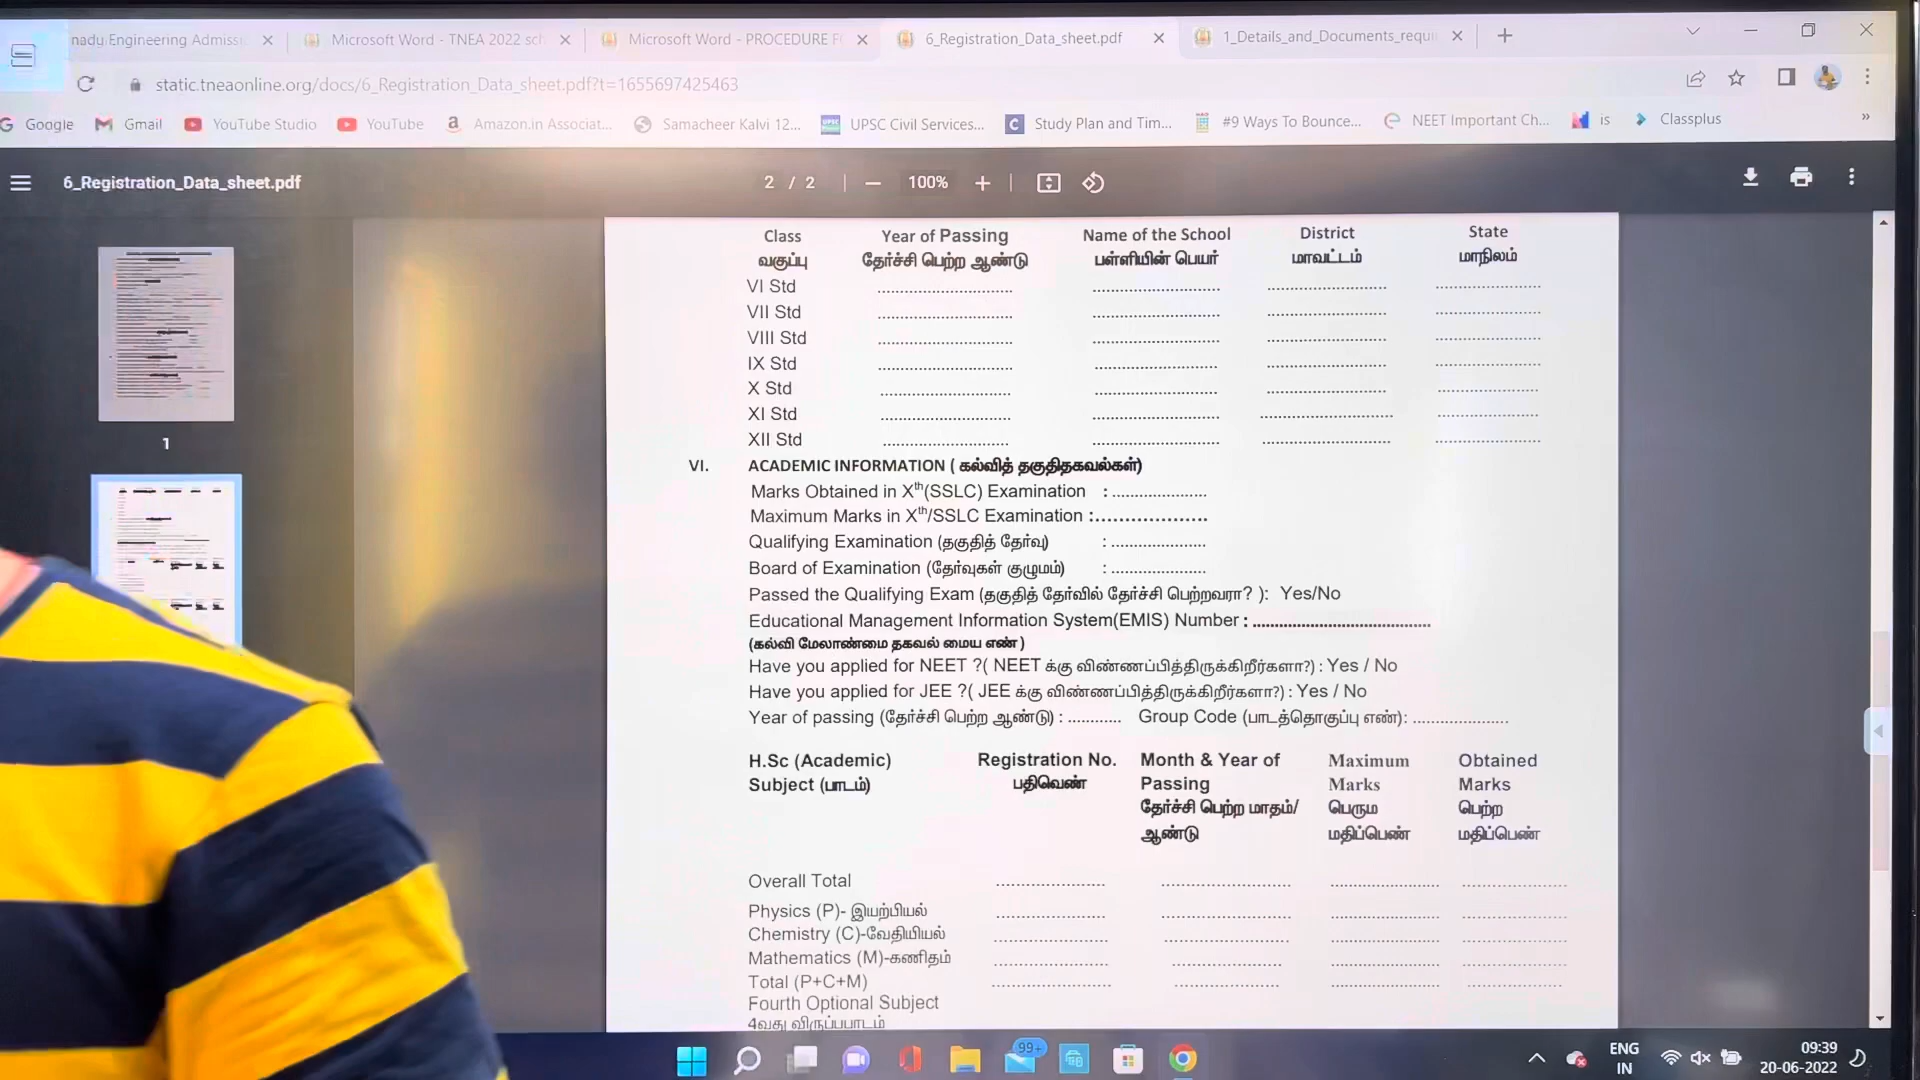 nadu Engineering Admissi
Microsoft Word - TNEA 2022 sch
Microsoft Word - PROCEDURE F
6_Registration_Data_sheet.pdf
1_Details_and_Documents_requi
static.tneaonline.org/docs/6_Registration_Data_sheet.pdf?t=1655697425463
Google Gmail YouTube Studio YouTube Amazon.in Associat... Samacheer Kalvi 12... UPSC Civil Services... Study Plan and Tim... #9 Ways To Bounce... NEET Important Ch... is Classplus »
6_Registration_Data_sheet.pdf 2 / 2 100%
1
Class Year of Passing Name of the School District State
வகுப்பு தேர்ச்சி பெற்ற ஆண்டு பள்ளியின் பெயர் மாவட்டம் மாநிலம்
VI Std ........................... .......................... ........................ .....................
VII Std ........................... .......................... ........................ .....................
VIII Std ........................... .......................... ........................ .....................
IX Std ........................... .......................... ........................ .....................
X Std ........................... .......................... ........................ .....................
XI Std ........................... .......................... ........................... .....................
XII Std .......................... .......................... .......................... .....................
VI. ACADEMIC INFORMATION ( கல்வித் தகுதிதகவல்கள்)
Marks Obtained in Xth(SSLC) Examination : ....................
Maximum Marks in Xth/SSLC Examination :...................
Qualifying Examination (தகுதித் தேர்வு) : ....................
Board of Examination (தேர்வுகள் குழுமம்) : ....................
Passed the Qualifying Exam (தகுதித் தேர்வில் தேர்ச்சி பெற்றவரா? ): Yes/No
Educational Management Information System(EMIS) Number : ......................................
(கல்வி மேலாண்மை தகவல் மைய எண் )
Have you applied for NEET ?( NEET க்கு விண்ணப்பித்திருக்கிறீர்களா?) : Yes / No
Have you applied for JEE ?( JEE க்கு விண்ணப்பித்திருக்கிறீர்களா?) : Yes / No
Year of passing (தேர்ச்சி பெற்ற ஆண்டு) : ........... Group Code (பாடத்தொகுப்பு எண்): ....................
H.Sc (Academic) Registration No. Month & Year of Maximum Obtained
Subject (பாடம்) பதிவெண் Passing Marks Marks
தேர்ச்சி பெற்ற மாதம்/ பெரும பெற்ற
ஆண்டு மதிப்பெண் மதிப்பெண்
Overall Total ....................... .......................... ...................... .....................
Physics (P)- இயற்பியல் ....................... .......................... ...................... .....................
Chemistry (C)-வேதியியல் ....................... .......................... ...................... .....................
Mathematics (M)-கணிதம் ....................... ...................... ...................... .....................
Total (P+C+M) ........................ ..................... ...................... ...................
Fourth Optional Subject
4வது விருப்பபாடம்
99+
ENG 09:39
IN 20-06-2022